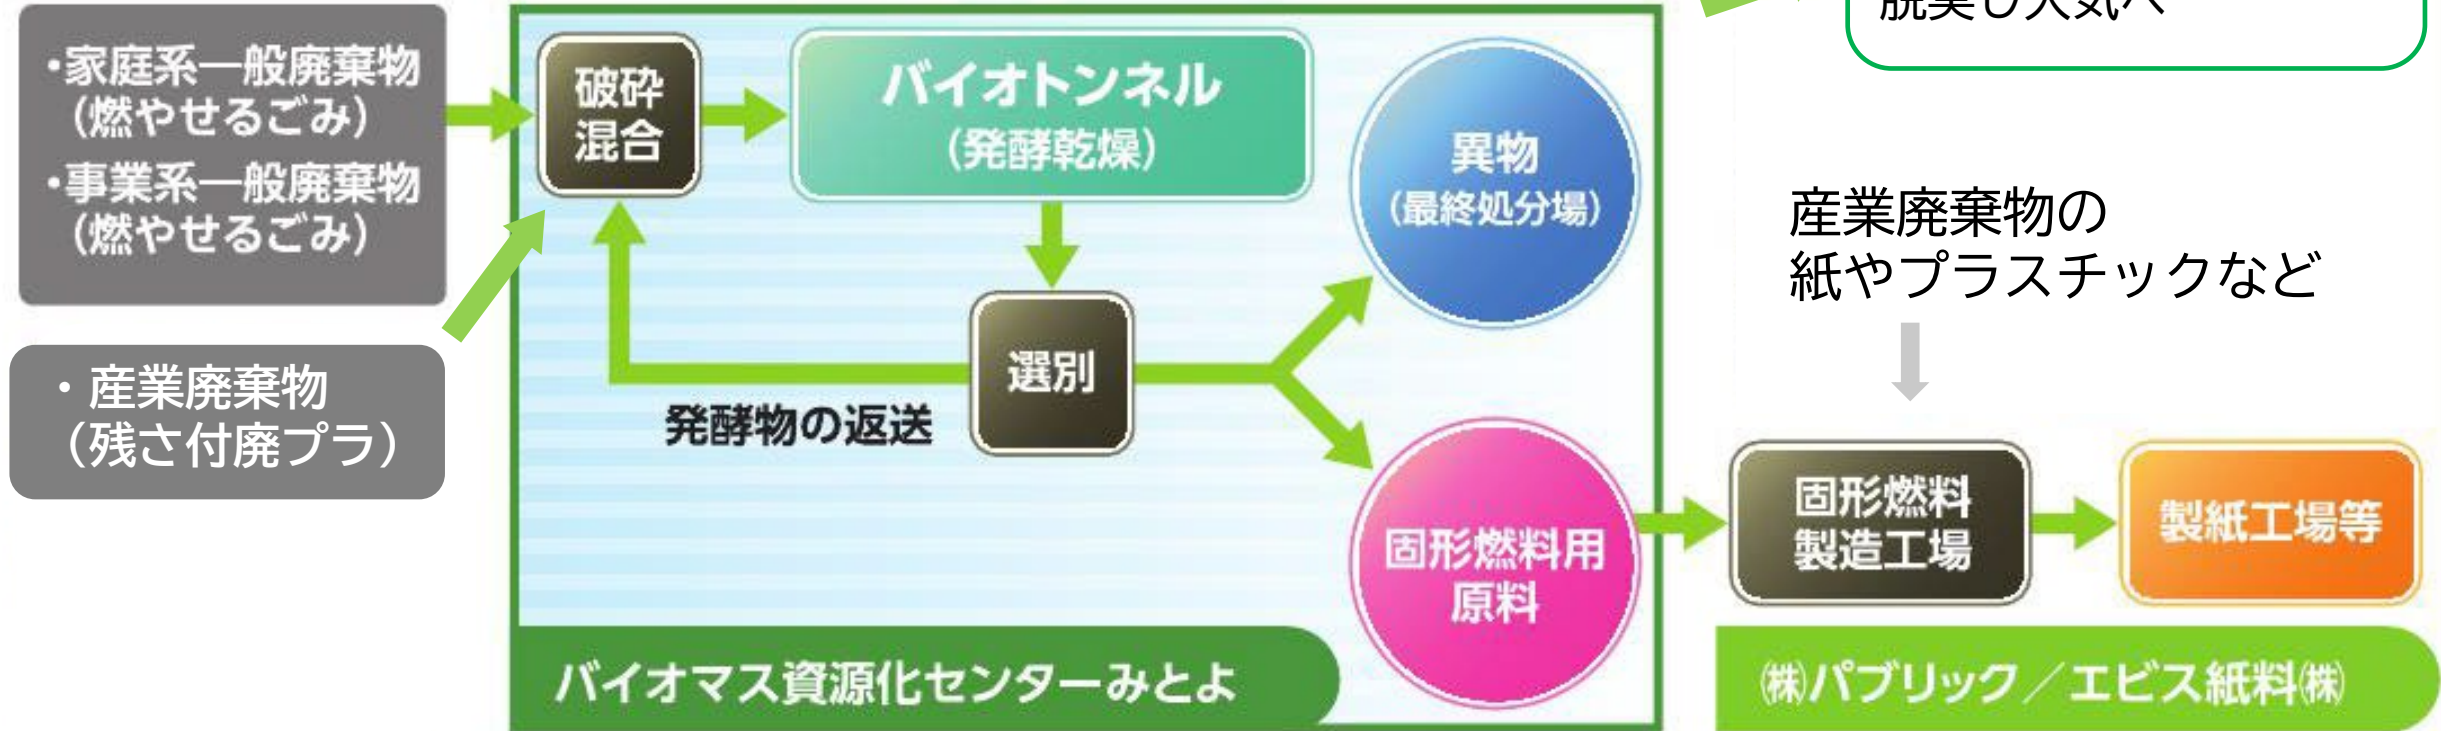 ・家庭系一般廃棄物
(燃やせるごみ)
・事業系一般廃棄物
(燃やせるごみ)
・産業廃棄物
（残さ付廃プラ）
破砕
混合
バイオトンネル
(発酵乾燥)
選別
発酵物の返送
異物
(最終処分場)
固形燃料用
原料
バイオマス資源化センターみとよ
脱臭し大気へ
産業廃棄物の
紙やプラスチックなど
固形燃料
製造工場
製紙工場等
㈱パブリック／エビス紙料㈱